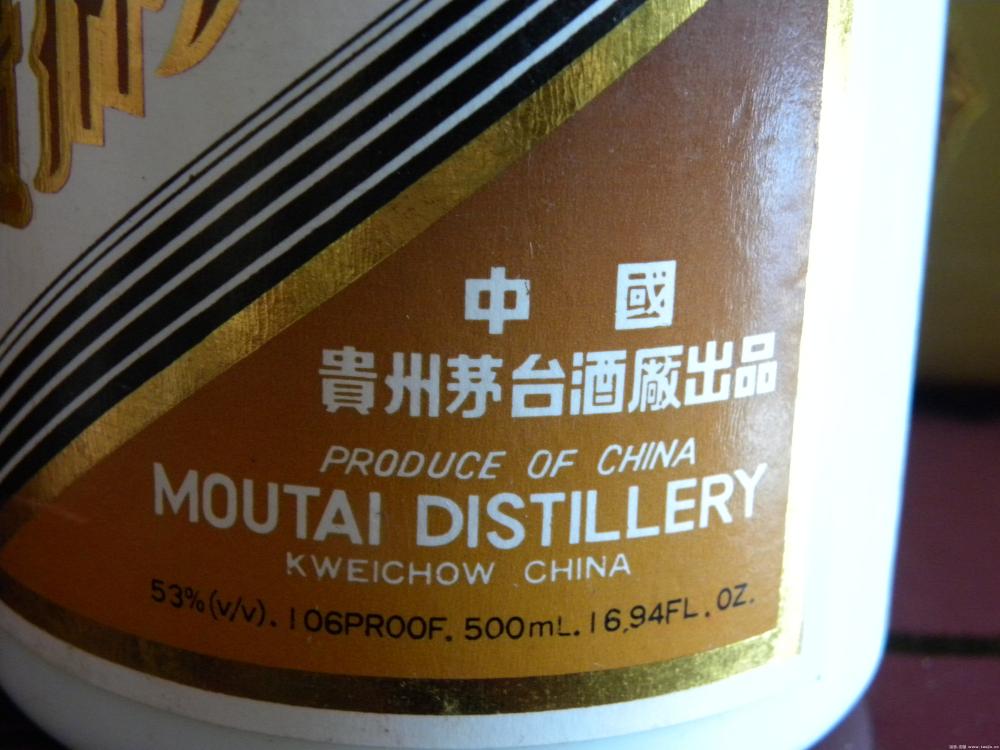 中國
貴州茅台酒廠出品
PRODUCE OF CHINA
MOUTAI DISTILLERY
KWEICHOW CHINA
53%(v/v). 106PROOF. 500mL. 16,94FL. OZ.